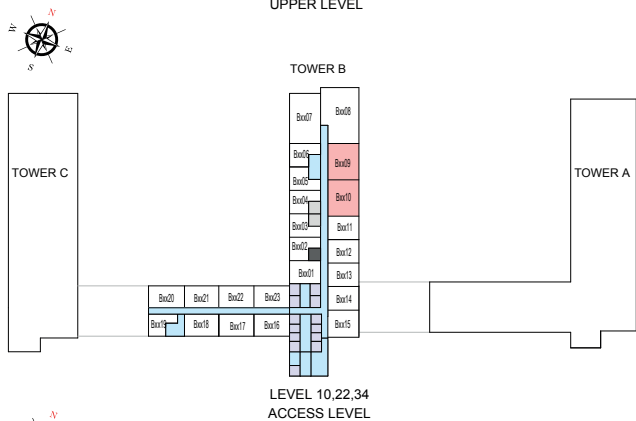 UPPER LEVEL
N
W
E
S
TOWER B
Bxx07
Bxx08
TOWER C
TOWER A
Bxx06
Bxx09
Bxx05
Bxx04
Bxx10
Bxx03
Bxx11
Bxx02
Bxx12
Bxx01
Bxx13
Bxx20
Bxx21
Bxx22
Bxx23
Bxx14
Bxx19
Bxx18
Bxx17
Bxx16
Bxx15
LEVEL 10,22,34
ACCESS LEVEL
N